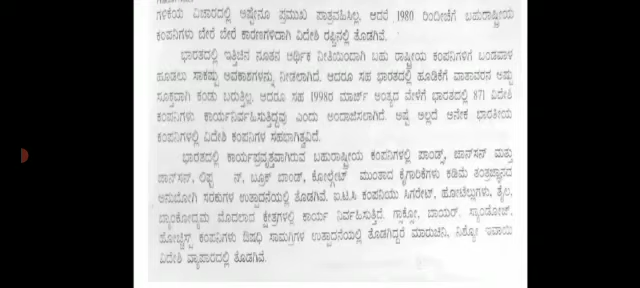 ಗಳಿಕೆಯ ವಿಚಾರದಲ್ಲಿ ಅಷ್ಟೇನೂ ಪ್ರಮುಖ ಪಾತ್ರವಹಿಸಿಲ್ಲ. ಆದರೆ 1980 ರಿಂದೀಚೆಗೆ ಬಹುರಾಷ್ಟ್ರೀಯ
ಕಂಪನಿಗಳು ಬೇರೆ ಬೇರೆ ಕಾರಣಗಳಿಗಾಗಿ ವಿದೇಶಿ ರಫ್ತಿನಲ್ಲಿ ತೊಡಗಿವೆ.
ಭಾರತದಲ್ಲಿ ಇತ್ತಿಚಿನ ನೂತನ ಆರ್ಥಿಕ ನೀತಿಯಿಂದಾಗಿ ಬಹು ರಾಷ್ಟ್ರೀಯ ಕಂಪನಿಗಳಿಗೆ ಬಂಡವಾಳ
ಹೂಡಲು ಸಾಕಷ್ಟು ಅವಕಾಶಗಳನ್ನು ನೀಡಲಾಗಿದೆ. ಆದರೂ ಸಹ ಭಾರತದಲ್ಲಿ ಹೂಡಿಕೆಗೆ ವಾತಾವರನ ಅಷ್ಟು
ಸೂಕ್ತವಾಗಿ ಕಂಡು ಬರುತ್ತಿಲ್ಲ. ಆದರೂ ಸಹ 1998ರ ಮಾರ್ಚ್ ಅಂತ್ಯದ ವೇಳೆಗೆ ಭಾರತದಲ್ಲಿ 871 ವಿದೇಶಿ
ಕಂಪನಿಗಳು ಕಾರ್ಯನಿರ್ವಹಿಸುತ್ತಿದ್ದವು ಎಂದು ಅಂದಾಜಿಸಲಾಗಿದೆ. ಅಷ್ಟೆ ಅಲ್ಲದೆ ಅನೇಕ ಭಾರತೀಯ
ಕಂಪನಿಗಳಲ್ಲಿ ವಿದೇಶಿ ಕಂಪನಿಗಳ ಸಹಭಾಗಿತ್ವವಿದೆ.
ಭಾರತದಲ್ಲಿ ಕಾರ್ಯಪ್ರವೃತ್ತವಾಗಿರುವ ಬಹುರಾಷ್ಟ್ರೀಯ ಕಂಪನಿಗಳಲ್ಲಿ ಪಾಂಡ್ಸ್, ಜಾನ್‌ಸನ್ ಮತ್ತು
ಜಾನ್‌ಸನ್, ಲಿಫ್ಟ ನ್, ಬ್ರೂಕ್ ಬಾಂಡ್, ಕೋಲ್ಗೇಟ್ ಮುಂತಾದ ಕೈಗಾರಿಕೆಗಳು ಕಡಿಮೆ ತಂತ್ರಜ್ಞಾನದ
ಅನುಭೋಗಿ ಸರಕುಗಳ ಉತ್ಪಾದನೆಯಲ್ಲಿ ತೊಡಗಿವೆ. ಐ.ಟಿ.ಸಿ ಕಂಪನಿಯು ಸಿಗರೇಟ್, ಹೋಟೆಲ್ಲುಗಳು, ತೈಲ,
ಬ್ಯಾಂಕೋದ್ಯಮ ಮೊದಲಾದ ಕ್ಷೇತ್ರಗಳಲ್ಲಿ ಕಾರ್ಯ ನಿರ್ವಹಿಸುತ್ತಿದೆ. ಗ್ಲಾಕ್ಸೋ, ಬಾಯರ್, ಸ್ಯಾಂಡೋಜ್,
ಕಂಪನಿಗಳು ಔಷಧಿ ಸಾಮಗ್ರಿಗಳ ಉತ್ಪಾದನೆಯಲ್ಲಿ ತೊಡಗಿದ್ದರೆ ಮಾರುಬಿನಿ, ನಿಶ್ಯೋ ಇವಾಯಿ
ವಿದೇಶಿ ವ್ಯಾಪಾರದಲ್ಲಿ ತೊಡಗಿವೆ.